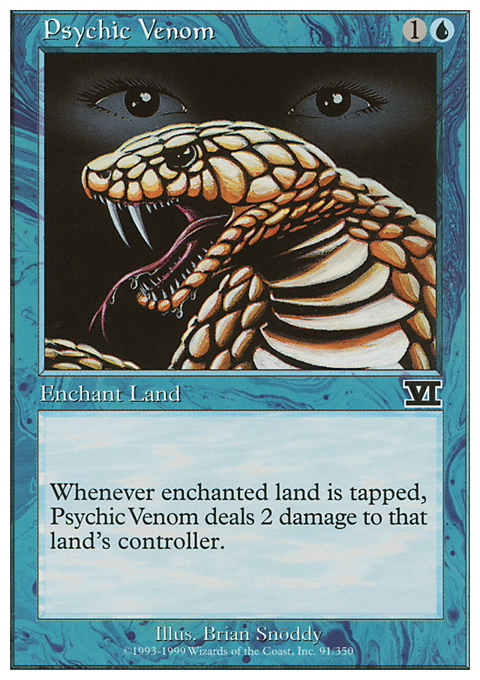 Psychic Venom 1
Enchant Land VI
Whenever enchanted land is tapped,
Psychic Venom deals 2 damage to that
land's controller.
Illus. Brian Snoddy
©1993-1999 Wizards of the Coast, Inc. 91/350